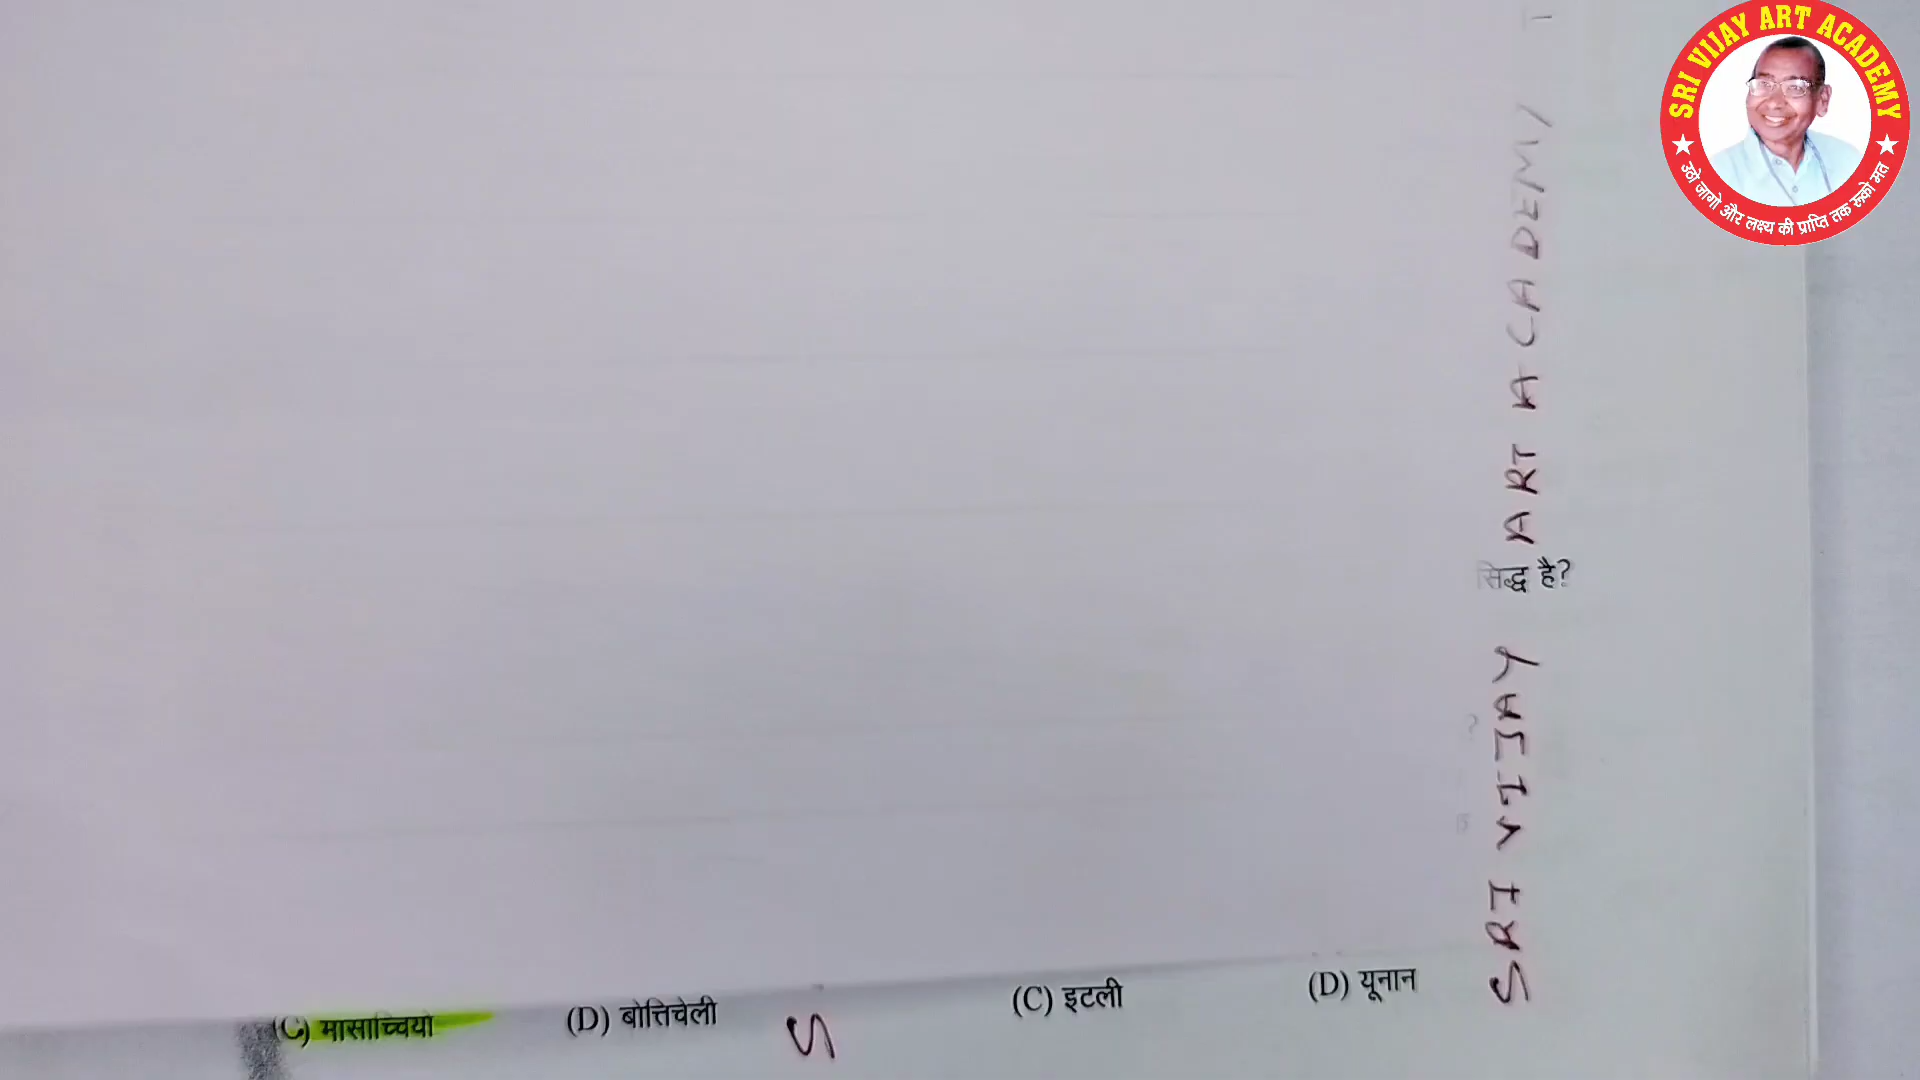 SRI VIJAY ART ACADEMY
उठो जागो और लक्ष्य की प्राप्ति तक रूको मत
SRI VIJAY ART ACADEMY
सिद्ध है?
(C) मासाच्चियो
(D) बोत्तिचेली
S
(C) इटली
(D) यूनान